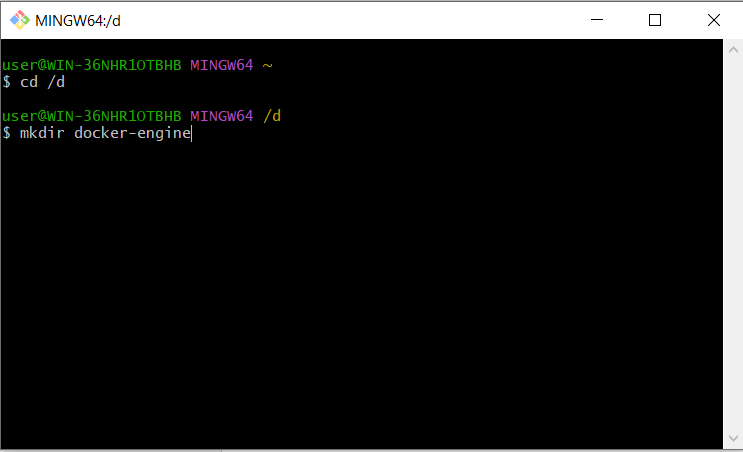 MINGW64:/d
user@WIN-36NHR1OTBHB MINGW64 ~
$ cd /d
user@WIN-36NHR1OTBHB MINGW64 /d
$ mkdir docker-engine